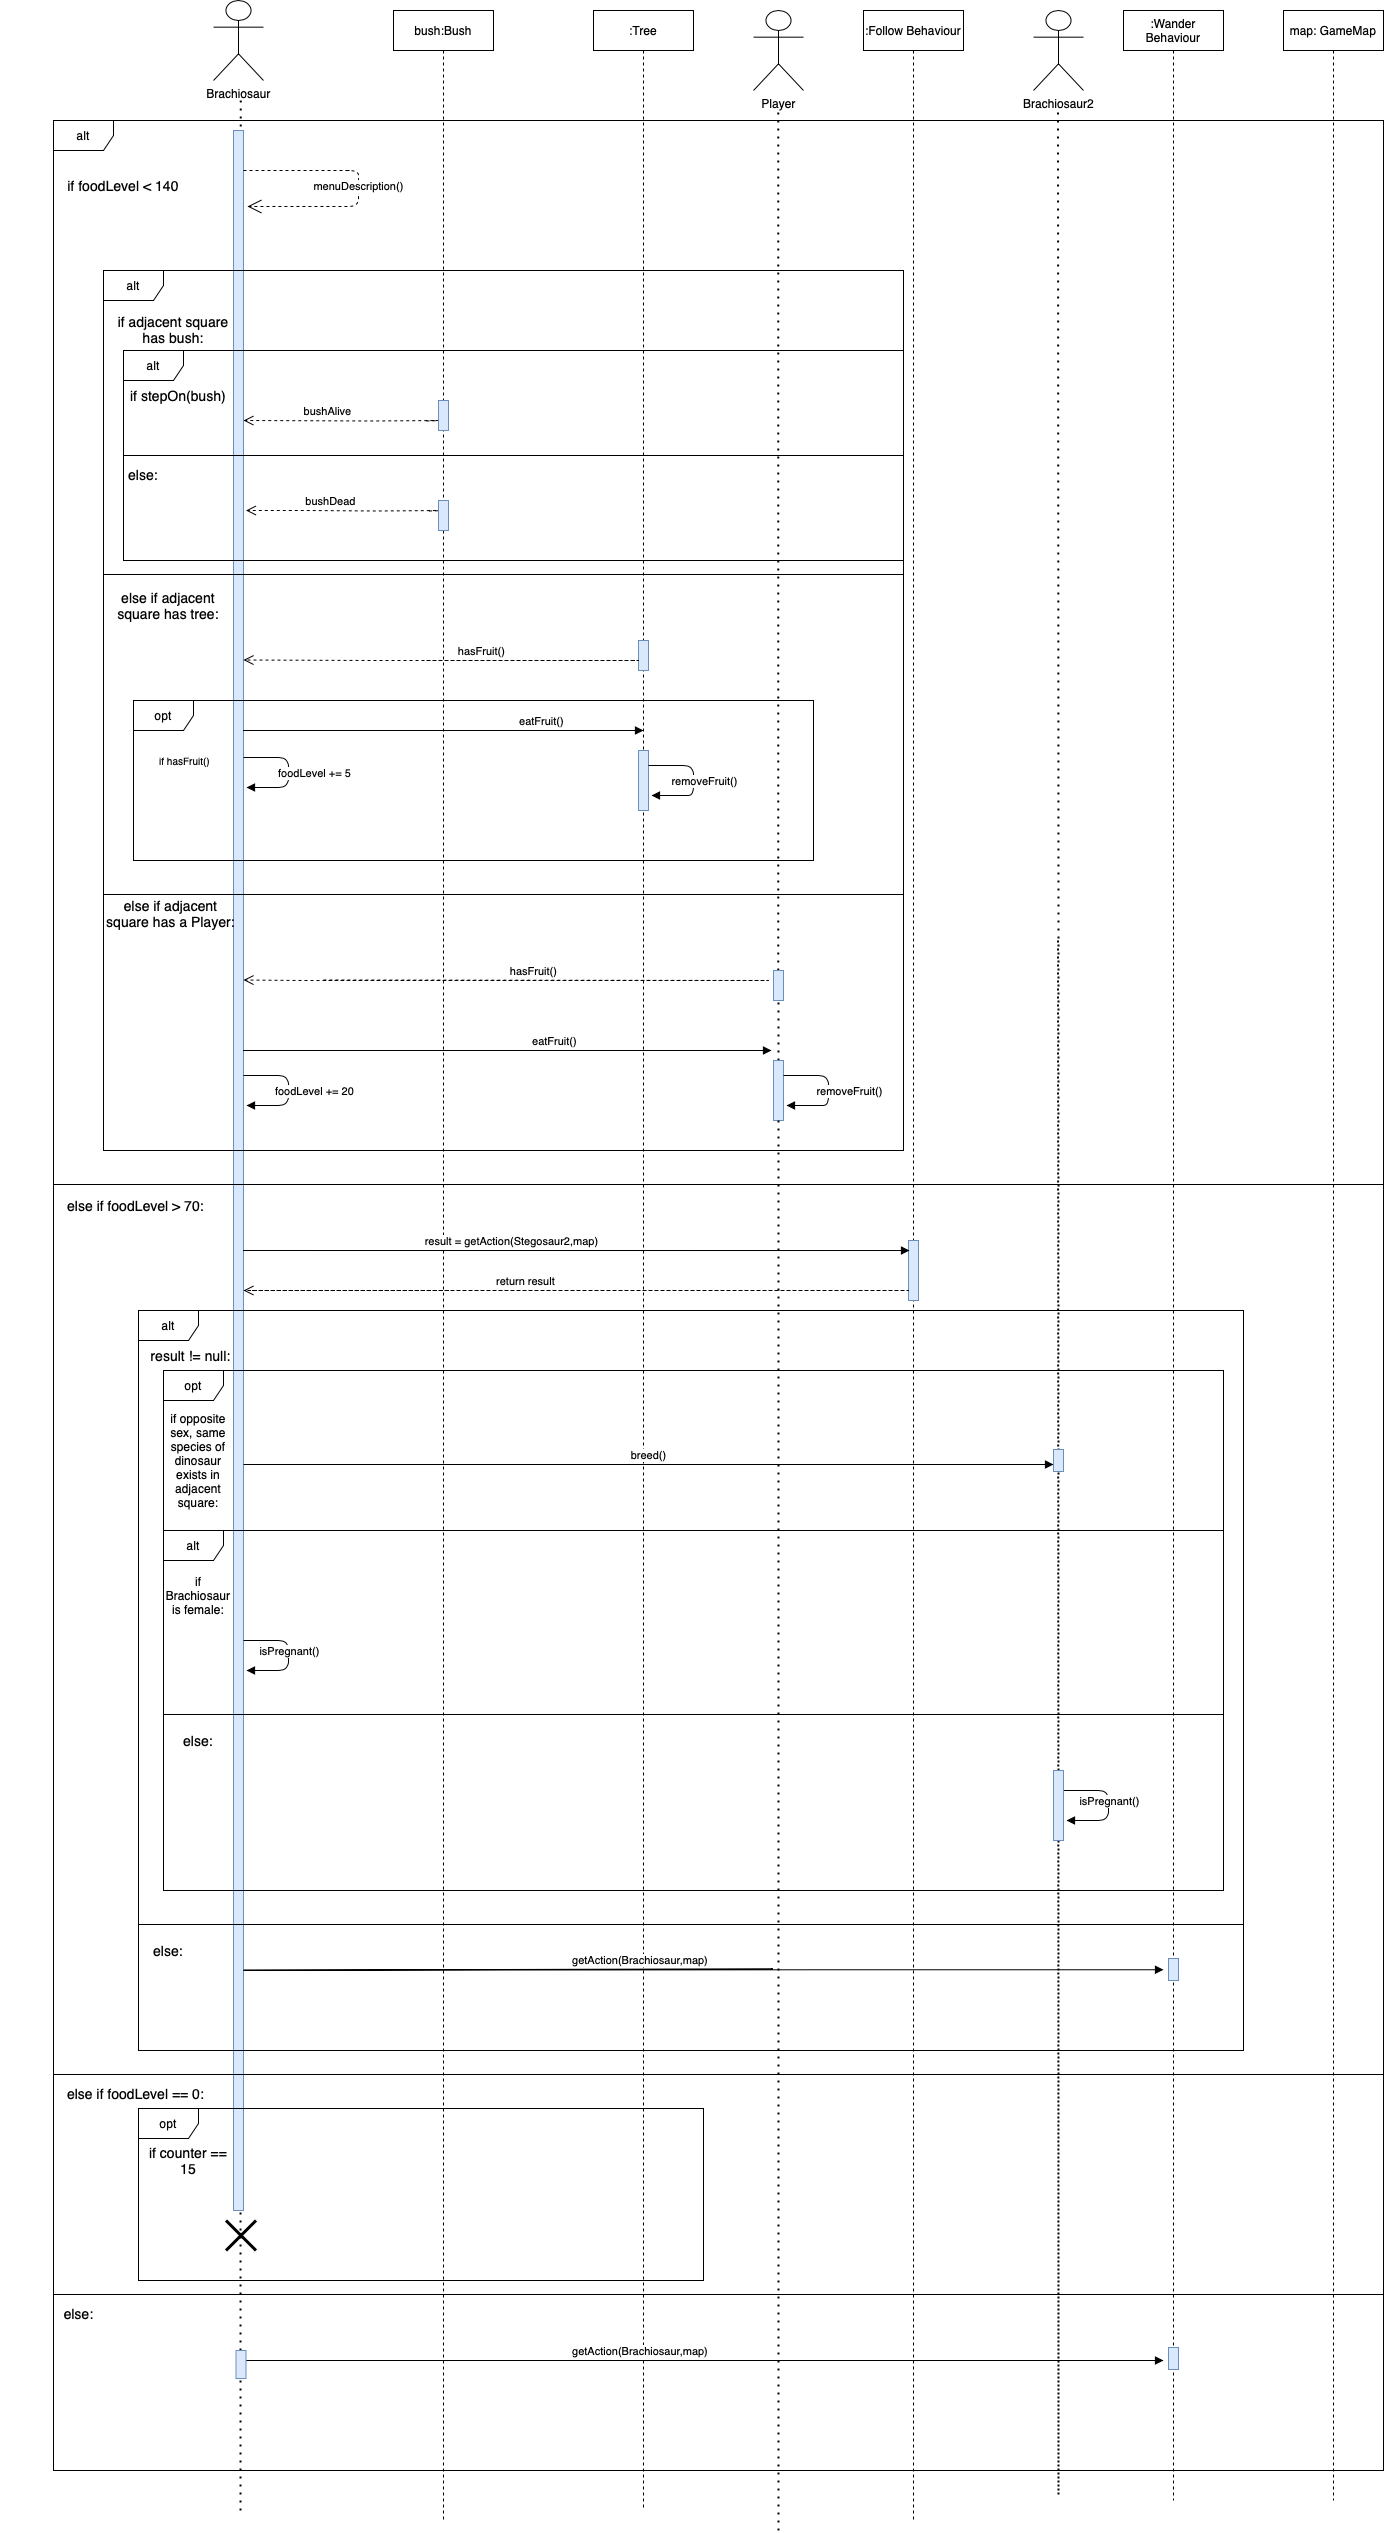 Brachiosaur
bush:Bush
:Tree
Player
:Follow Behaviour
Brachiosaur2
:Wander
Behaviour
map: GameMap
alt
if foodLevel < 140
menuDescription()
alt
if adjacent square
has bush:
alt
if stepOn(bush)
bushAlive
else:
bushDead
else if adjacent
square has tree:
hasFruit()
opt
eatFruit()
if hasFruit()
foodLevel += 5
removeFruit()
else if adjacent
square has a Player:
hasFruit()
eatFruit()
foodLevel += 20
removeFruit()
else if foodLevel > 70:
result = getAction(Stegosaur2,map)
return result
alt
result != null:
opt
if opposite
sex, same
species of
dinosaur
exists in
adjacent
square:
breed()
alt
if
Brachiosaur
is female:
isPregnant()
else:
isPregnant()
else:
getAction(Brachiosaur,map)
else if foodLevel == 0:
opt
if counter ==
15
else:
getAction(Brachiosaur,map)